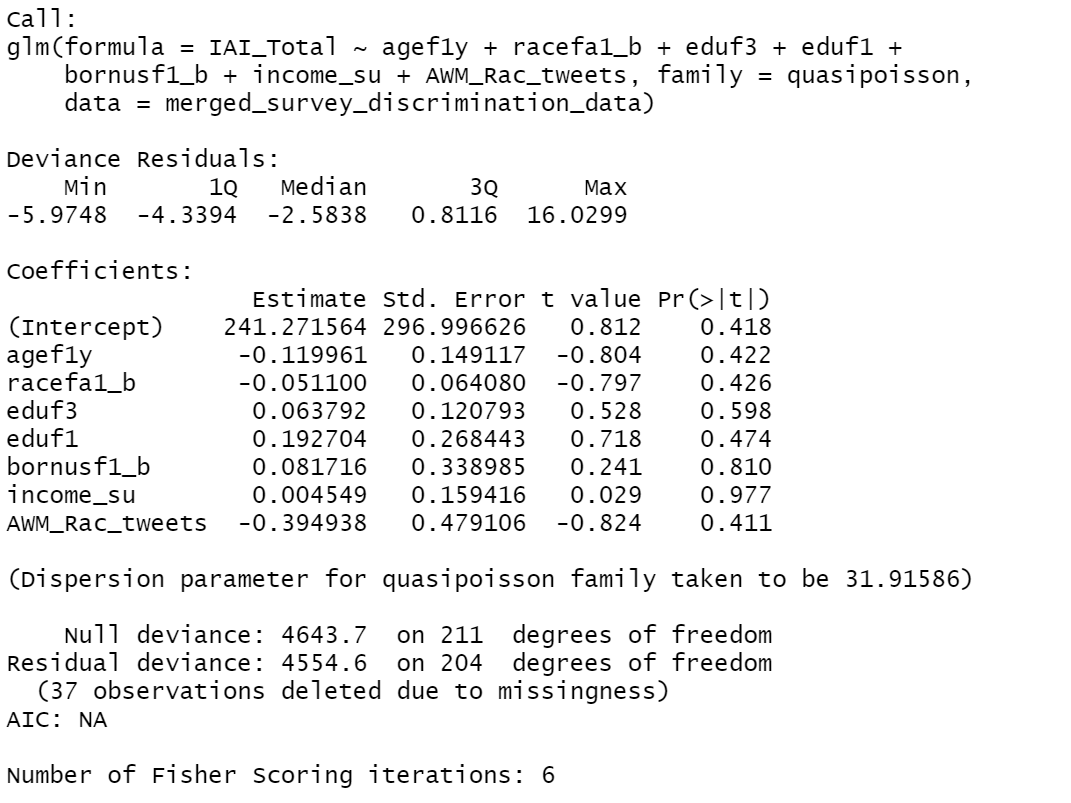 Call:
glm(formula = IAI_Total ~ agef1y + racefa1_b + eduf3 + eduf1 +
    bornusf1_b + income_su + AWM_Rac_tweets, family = quasipoisson,
    data = merged_survey_discrimination_data)

Deviance Residuals:
    Min       1Q   Median       3Q      Max
-5.9748  -4.3394  -2.5838   0.8116  16.0299

Coefficients:
                Estimate Std. Error t value Pr(>|t|)
(Intercept)    241.271564 296.996626   0.812    0.418
agef1y          -0.119961   0.149117  -0.804    0.422
racefa1_b       -0.051100   0.064080  -0.797    0.426
eduf3            0.063792   0.120793   0.528    0.598
eduf1            0.192704   0.268443   0.718    0.474
bornusf1_b       0.081716   0.338985   0.241    0.810
income_su        0.004549   0.159416   0.029    0.977
AWM_Rac_tweets  -0.394938   0.479106  -0.824    0.411

(Dispersion parameter for quasipoisson family taken to be 31.91586)

    Null deviance: 4643.7  on 211  degrees of freedom
Residual deviance: 4554.6  on 204  degrees of freedom
  (37 observations deleted due to missingness)
AIC: NA

Number of Fisher Scoring iterations: 6